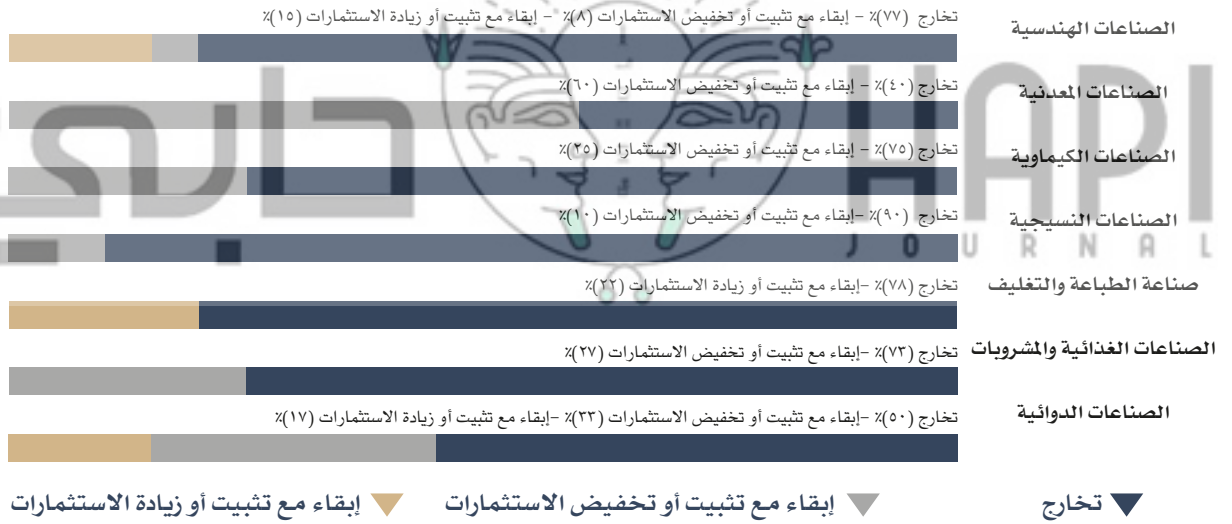 الصناعات الهندسية
تخارج (٧٧)٪ – إبقاء مع تثبيت أو تخفيض الاستثمارات (٨)٪ – إبقاء مع تثبيت أو زيادة الاستثمارات (١٥)٪
الصناعات المعدنية
تخارج (٤٠)٪ – إبقاء مع تثبيت أو تخفيض الاستثمارات (٦٠)٪
الصناعات الكيماوية
تخارج (٧٥)٪ – إبقاء مع تثبيت أو تخفيض الاستثمارات (٢٥)٪
الصناعات النسيجية
تخارج (٩٠)٪ –إبقاء مع تثبيت أو تخفيض الاستثمارات (١٠)٪
صناعة الطباعة والتغليف
تخارج (٧٨)٪ –إبقاء مع تثبيت أو زيادة الاستثمارات (٢٢)٪
الصناعات الغذائية والمشروبات
تخارج (٧٣)٪ –إبقاء مع تثبيت أو تخفيض الاستثمارات (٢٧)٪
الصناعات الدوائية
تخارج (٥٠)٪ –إبقاء مع تثبيت أو تخفيض الاستثمارات (٣٣)٪ –إبقاء مع تثبيت أو زيادة الاستثمارات (١٧)٪
تخارج
إبقاء مع تثبيت أو تخفيض الاستثمارات
إبقاء مع تثبيت أو زيادة الاستثمارات
حابي
HAPI
JOURNAL